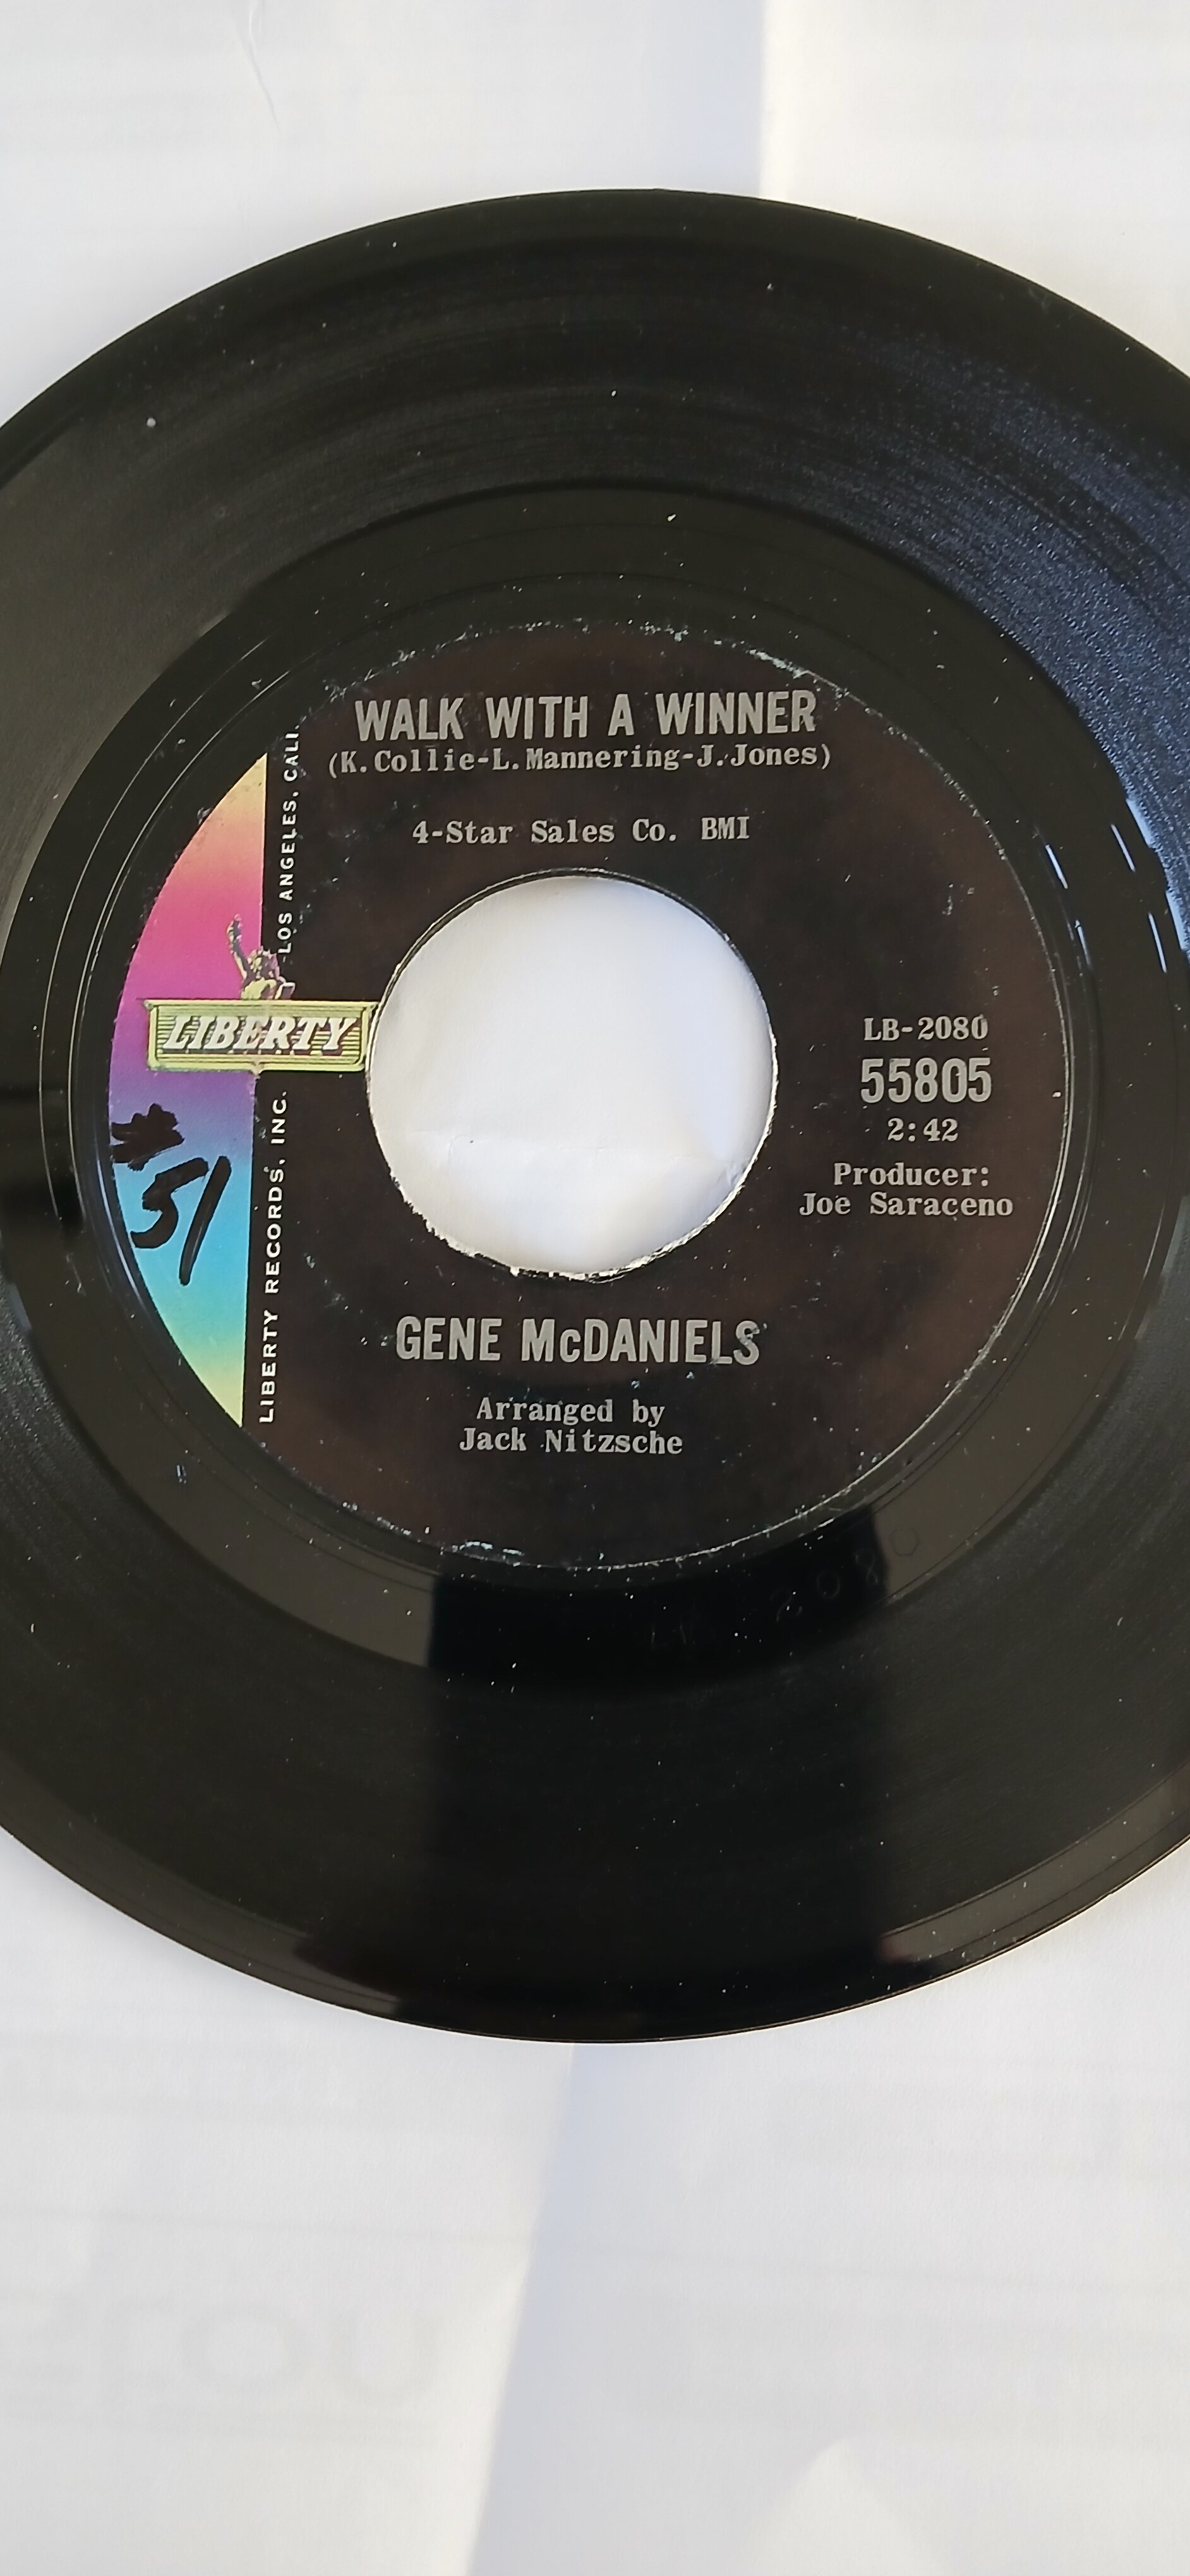 WALK WITH A WINNER
(K. Collie-L. Mannering-J. Jones)
4-Star Sales Co. BMI
LIBERTY
LIBERTY RECORDS, INC.
LOS ANGELES, CALI.
#51
LB-2080
55805
2:42
Producer:
Joe Saraceno
GENE McDANIELS
Arranged by
Jack Nitzsche